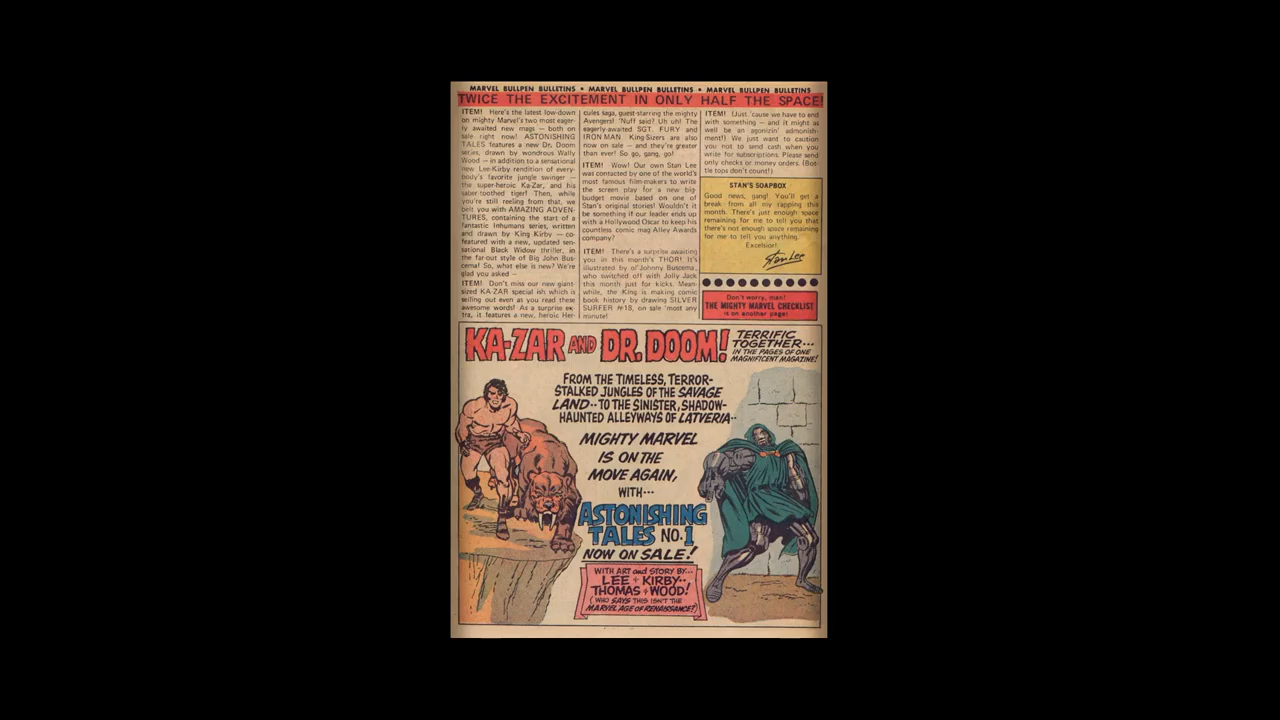 MARVEL BULLPEN BULLETINS • MARVEL BULLPEN BULLETINS • MARVEL BULLPEN BULLETINS
TWICE THE EXCITEMENT IN ONLY HALF THE SPACE!
ITEM! Here's the latest low-down
on mighty Marvel's two most eager-
ly awaited new mags — both on
sale right now! ASTONISHING
TALES features a new Dr. Doom
series, drawn by wondrous Wally
Wood — in addition to a sensational
new Lee-Kirby rendition of every-
body's favorite jungle swinger —
the super-heroic Ka-Zar, and his
saber-toothed tiger! Then, while
you're still reeling from that, we
belt you with AMAZING ADVEN-
TURES, containing the start of a
fantastic Inhumans series, written
and drawn by King Kirby — co-
featured with a new, updated sen-
sational Black Widow thriller, in
the far-out style of Big John Bus-
cema! So, what else is new? We're
glad you asked —
ITEM! Don't miss our new giant-
sized KA-ZAR special ish which is
selling out even as you read these
awesome words! As a surprise ex-
tra, it features a new, heroic Her-
cules saga, guest-starring the mighty
Avengers! 'Nuff said? Uh uh! The
eagerly-awaited SGT. FURY and
IRON MAN King-Sizers are also
now on sale — and they're greater
than ever! So go, gang, go!
ITEM! Wow! Our own Stan Lee
was contacted by one of the world's
most famous film-makers to write
the screen play for a new big-
budget movie based on one of
Stan's original stories! Wouldn't it
be something if our leader ends up
with a Hollywood Oscar to keep his
countless comic mag Alley Awards
company?
ITEM! There's a surprise awaiting
you in this month's THOR! It's
illustrated by ol' Johnny Buscema,
who switched off with Jolly Jack
this month just for kicks. Mean-
while, the King is making comic
book history by drawing SILVER
SURFER #18, on sale 'most any
minute!
ITEM! (Just 'cause we have to end
with something — and it might as
well be an agonizin' admonish-
ment!) We just want to caution
you not to send cash when you
write for subscriptions. Please send
only checks or money orders. (Bot-
tle tops don't count!)
STAN'S SOAPBOX
Good news, gang! You'll get a
break from all my rapping this
month. There's just enough space
remaining for me to tell you that
there's not enough space remaining
for me to tell you anything.
Excelsior!
Stan Lee
Don't worry, man!
THE MIGHTY MARVEL CHECKLIST
is on another page!
KA-ZAR AND DR. DOOM!
TERRIFIC
TOGETHER...
IN THE PAGES OF ONE
MAGNIFICENT MAGAZINE!
FROM THE TIMELESS, TERROR-
STALKED JUNGLES OF THE SAVAGE
LAND-- TO THE SINISTER, SHADOW-
HAUNTED ALLEYWAYS OF LATVERIA--
MIGHTY MARVEL
IS ON THE
MOVE AGAIN,
WITH---
ASTONISHING
TALES NO. 1
NOW ON SALE!
WITH ART and STORY BY...
LEE + KIRBY--
THOMAS + WOOD!
(WHO SAYS THIS ISN'T THE
MARVEL AGE OF RENAISSANCE?)